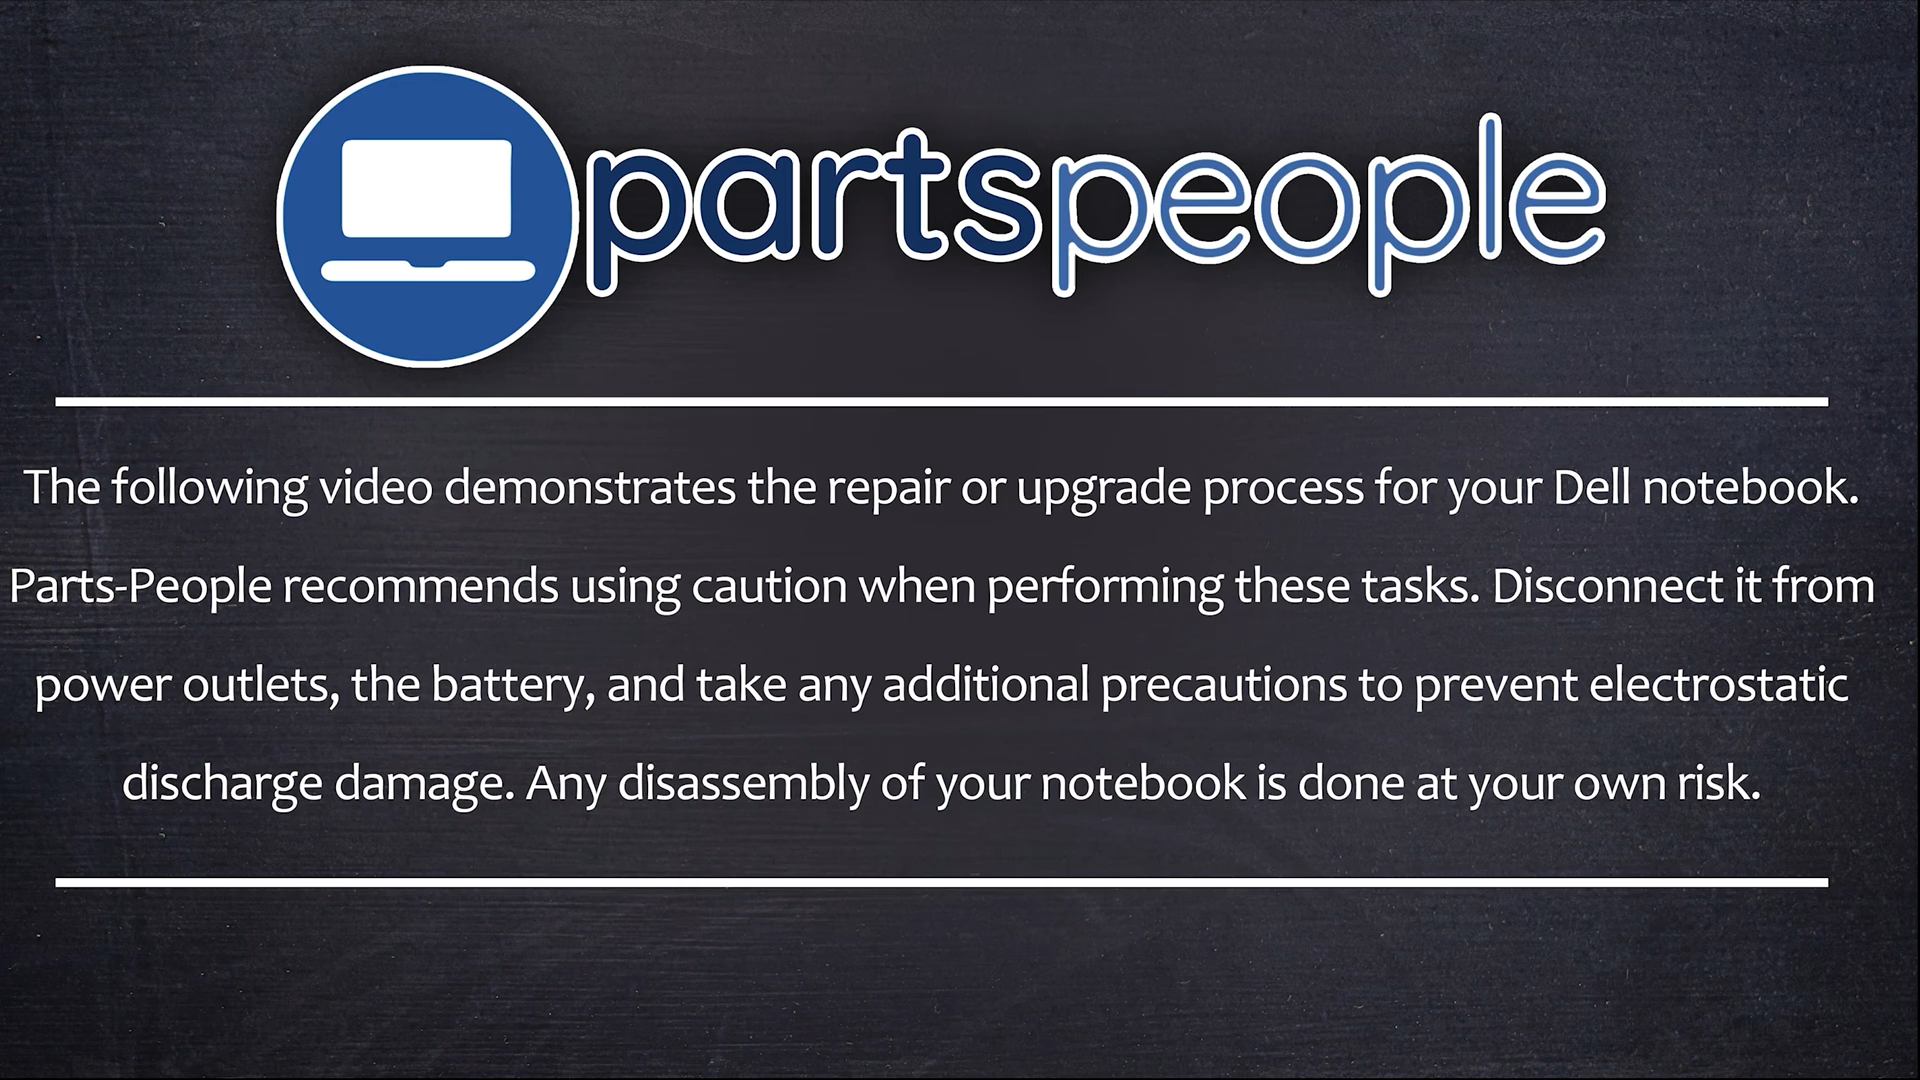 partspeople
The following video demonstrates the repair or upgrade process for your Dell notebook.
Parts-People recommends using caution when performing these tasks. Disconnect it from
power outlets, the battery, and take any additional precautions to prevent electrostatic
discharge damage. Any disassembly of your notebook is done at your own risk.